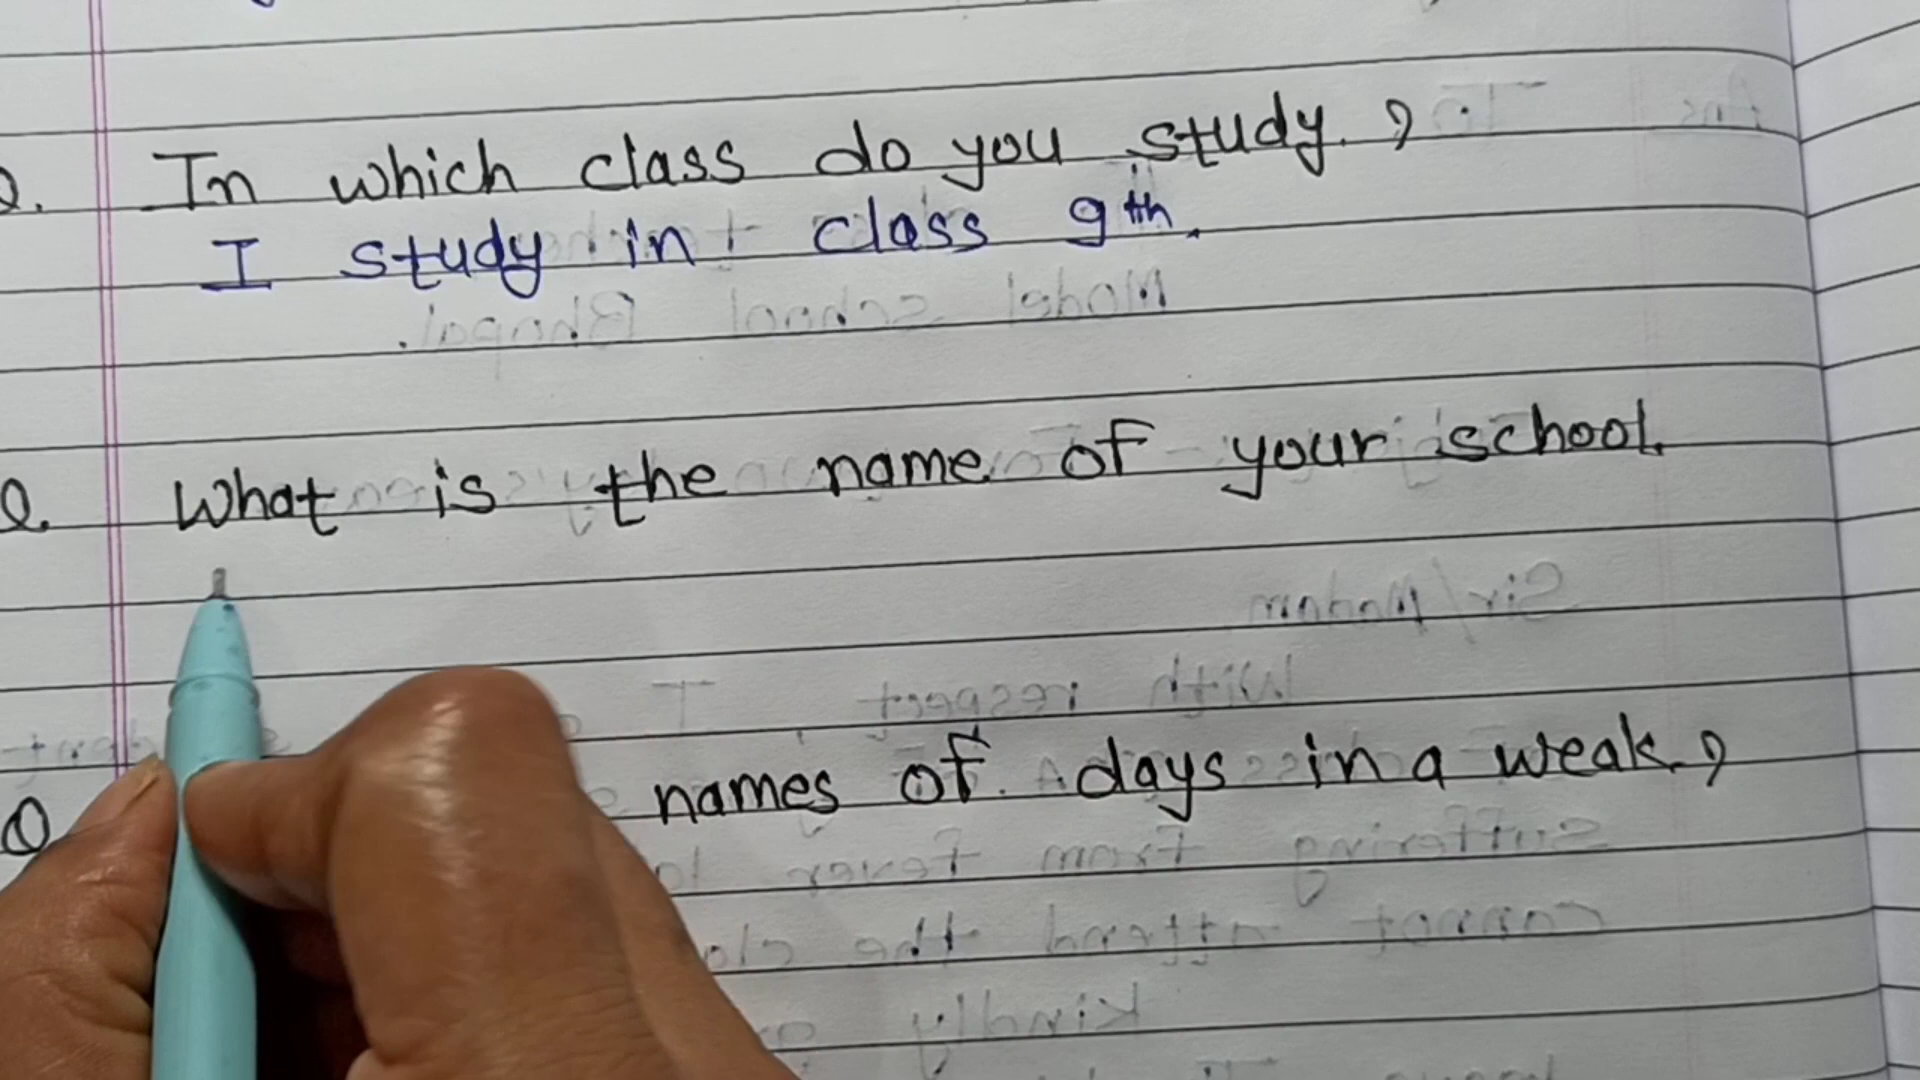 Q. In which class do you study. ?
I study in class 9th.
Q. What is the name of your school.
Q names of days in a weak. ?